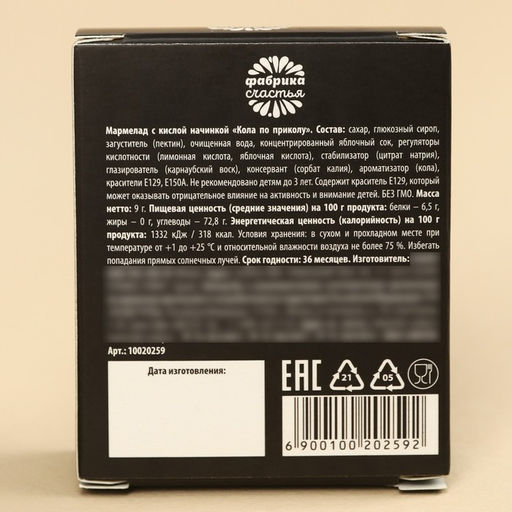 фабрика
счастья
Мармелад с кислой начинкой «Кола по приколу». Состав: сахар, глюкозный сироп,
загуститель (пектин), очищенная вода, концентрированный яблочный сок, регуляторы
кислотности (лимонная кислота, яблочная кислота), стабилизатор (цитрат натрия),
глазирователь (карнаубский воск), консервант (сорбат калия), ароматизатор (кола),
красители Е129, Е150А. Не рекомендовано детям до 3 лет. Содержит краситель Е129, который
может оказывать отрицательное влияние на активность и внимание детей. БЕЗ ГМО. Масса
нетто: 9 г. Пищевая ценность (средние значения) на 100 г продукта: белки – 6,5 г,
жиры – 0 г, углеводы – 72,8 г. Энергетическая ценность (калорийность) на 100 г
продукта: 1332 кДж / 318 ккал. Условия хранения: в сухом и прохладном месте при
температуре от +1 до +25 °С и относительной влажности воздуха не более 75 %. Избегать
попадания прямых солнечных лучей. Срок годности: 36 месяцев. Изготовитель:
Арт.: 10020259
Дата изготовления:
EAC
21
05
6 900100 202592